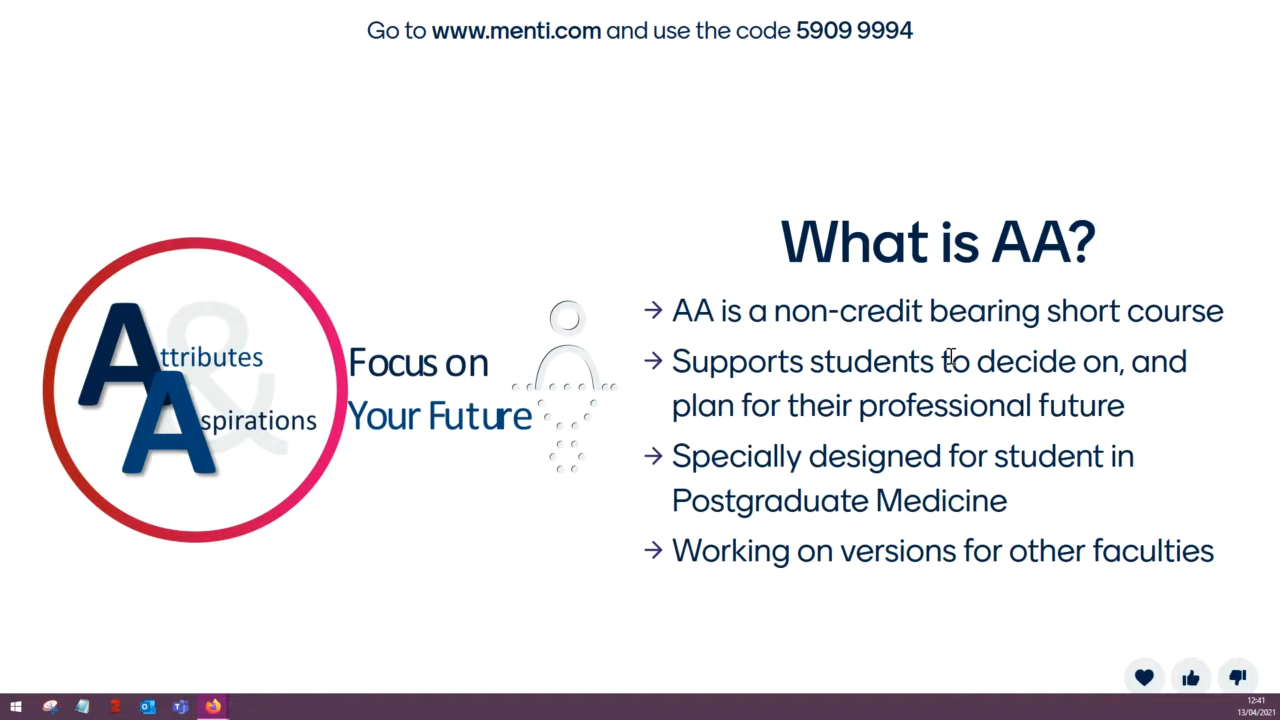 Go to www.menti.com and use the code 5909 9994
What is AA?
→ AA is a non-credit bearing short course
→ Supports students to decide on, and
plan for their professional future
→ Specially designed for student in
Postgraduate Medicine
→ Working on versions for other faculties
&
Attributes
Aspirations
Focus on
Your Future
12:41
13/04/2021